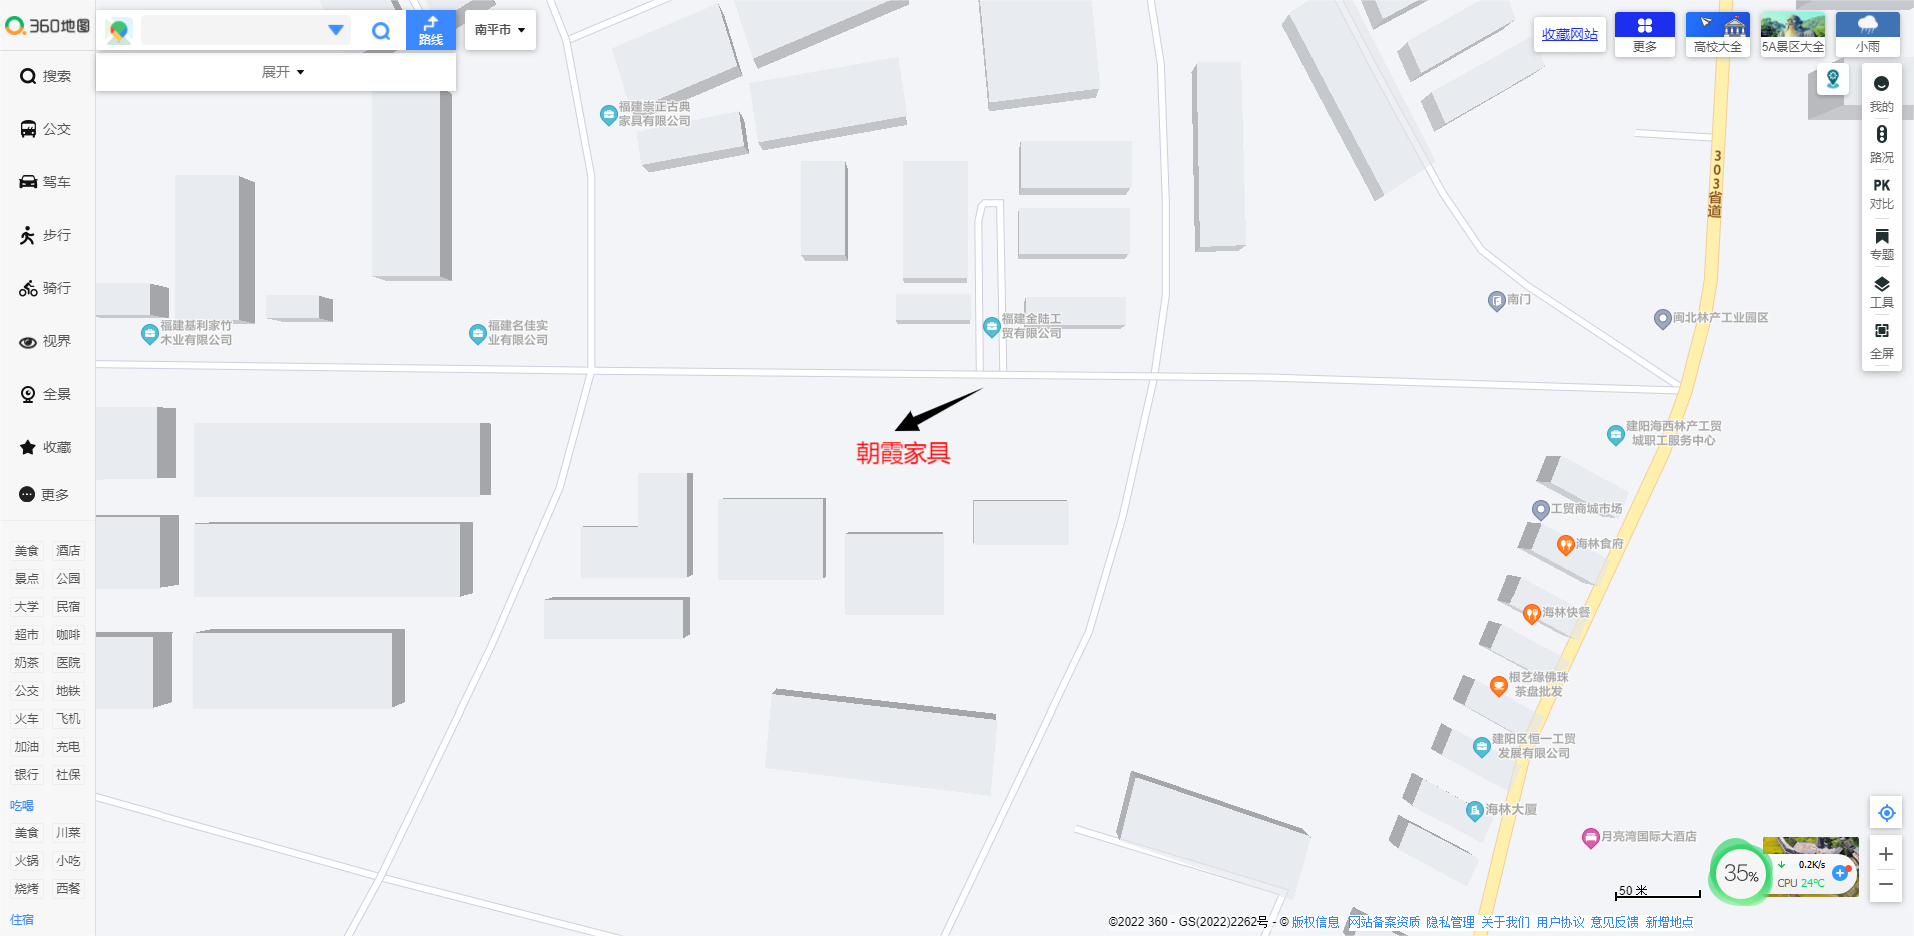 360地图
路线
南平市
展开
收藏网站
更多
高校大全
5A景区大全
小雨
搜索
公交
驾车
步行
骑行
视界
全景
收藏
更多
美食 酒店
景点 公园
大学 民宿
超市 咖啡
奶茶 医院
公交 地铁
火车 飞机
加油 充电
银行 社保
吃喝
美食 川菜
火锅 小吃
烧烤 西餐
住宿
我的
路况
PK
对比
专题
工具
全屏
福建崇正古典
家具有限公司
303省道
南门
闽北林产工业园区
福建基利家竹
木业有限公司
福建名佳实
业有限公司
福建金陆工
贸有限公司
朝霞家具
建阳海西林产工贸
城职工服务中心
工贸商城市场
海林食府
海林快餐
根艺缘佛珠
茶盘批发
建阳区恒一工贸
发展有限公司
海林大厦
月亮湾国际大酒店
35%
0.2K/s
CPU 24℃
50 米
©2022 360 - GS(2022)2262号 - © 版权信息 网站备案资质 隐私管理 关于我们 用户协议 意见反馈 新增地点